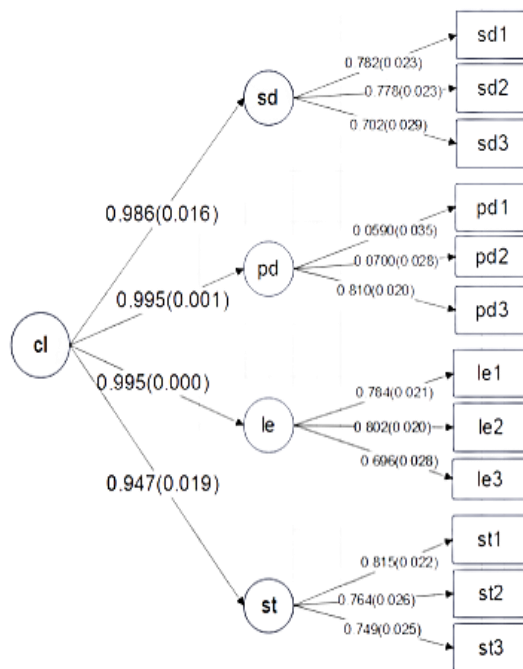 sd1
0.782(0.023)
sd
0.778(0.023)
sd2
0.702(0.029)
sd3
0.986(0.016)
pd1
0.0590(0.035)
pd
0.0700(0.028)
pd2
0.995(0.001)
0.810(0.020)
pd3
cl
0.995(0.000)
le1
0.784(0.021)
le
0.802(0.020)
le2
0.696(0.028)
le3
0.947(0.019)
st1
0.815(0.022)
st
0.764(0.026)
st2
0.749(0.025)
st3